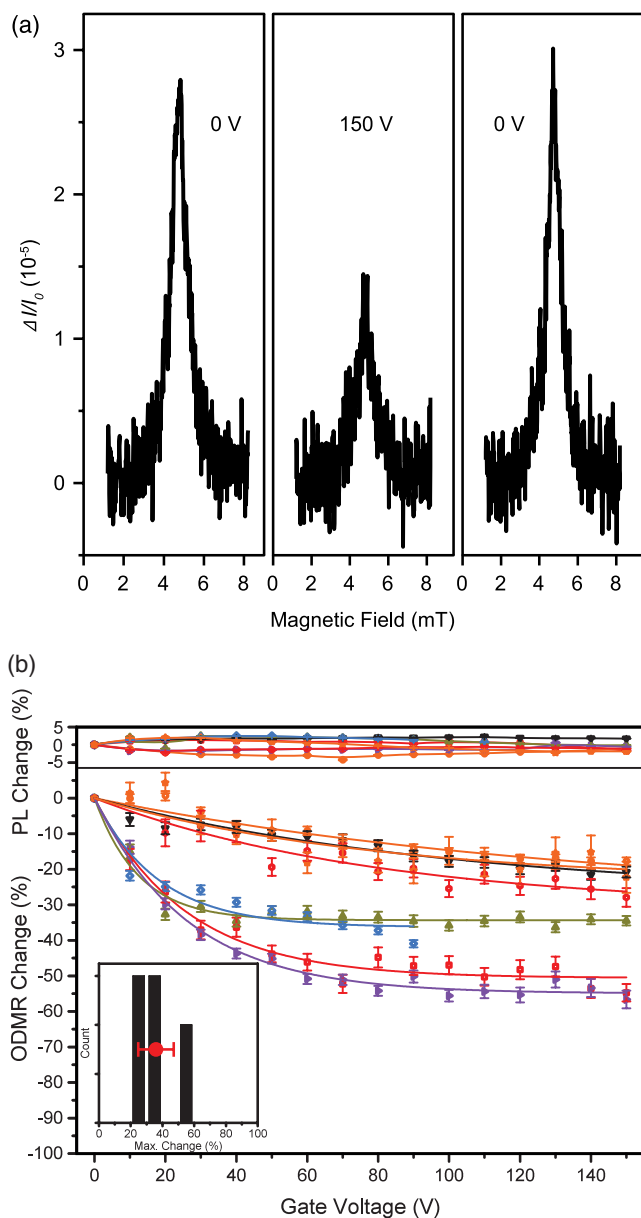 (a)
3
2
1
0
ΔI/I₀ (10⁻⁵)
0 V
150 V
0 V
0 2 4 6 8 0 2 4 6 8 0 2 4 6 8
Magnetic Field (mT)
(b)
5
0
-5
PL Change (%)
0
-10
-20
-30
-40
-50
-60
-70
-80
-90
-100
ODMR Change (%)
Count
0 20 40 60 80 100
Max. Change (%)
0 20 40 60 80 100 120 140
Gate Voltage (V)